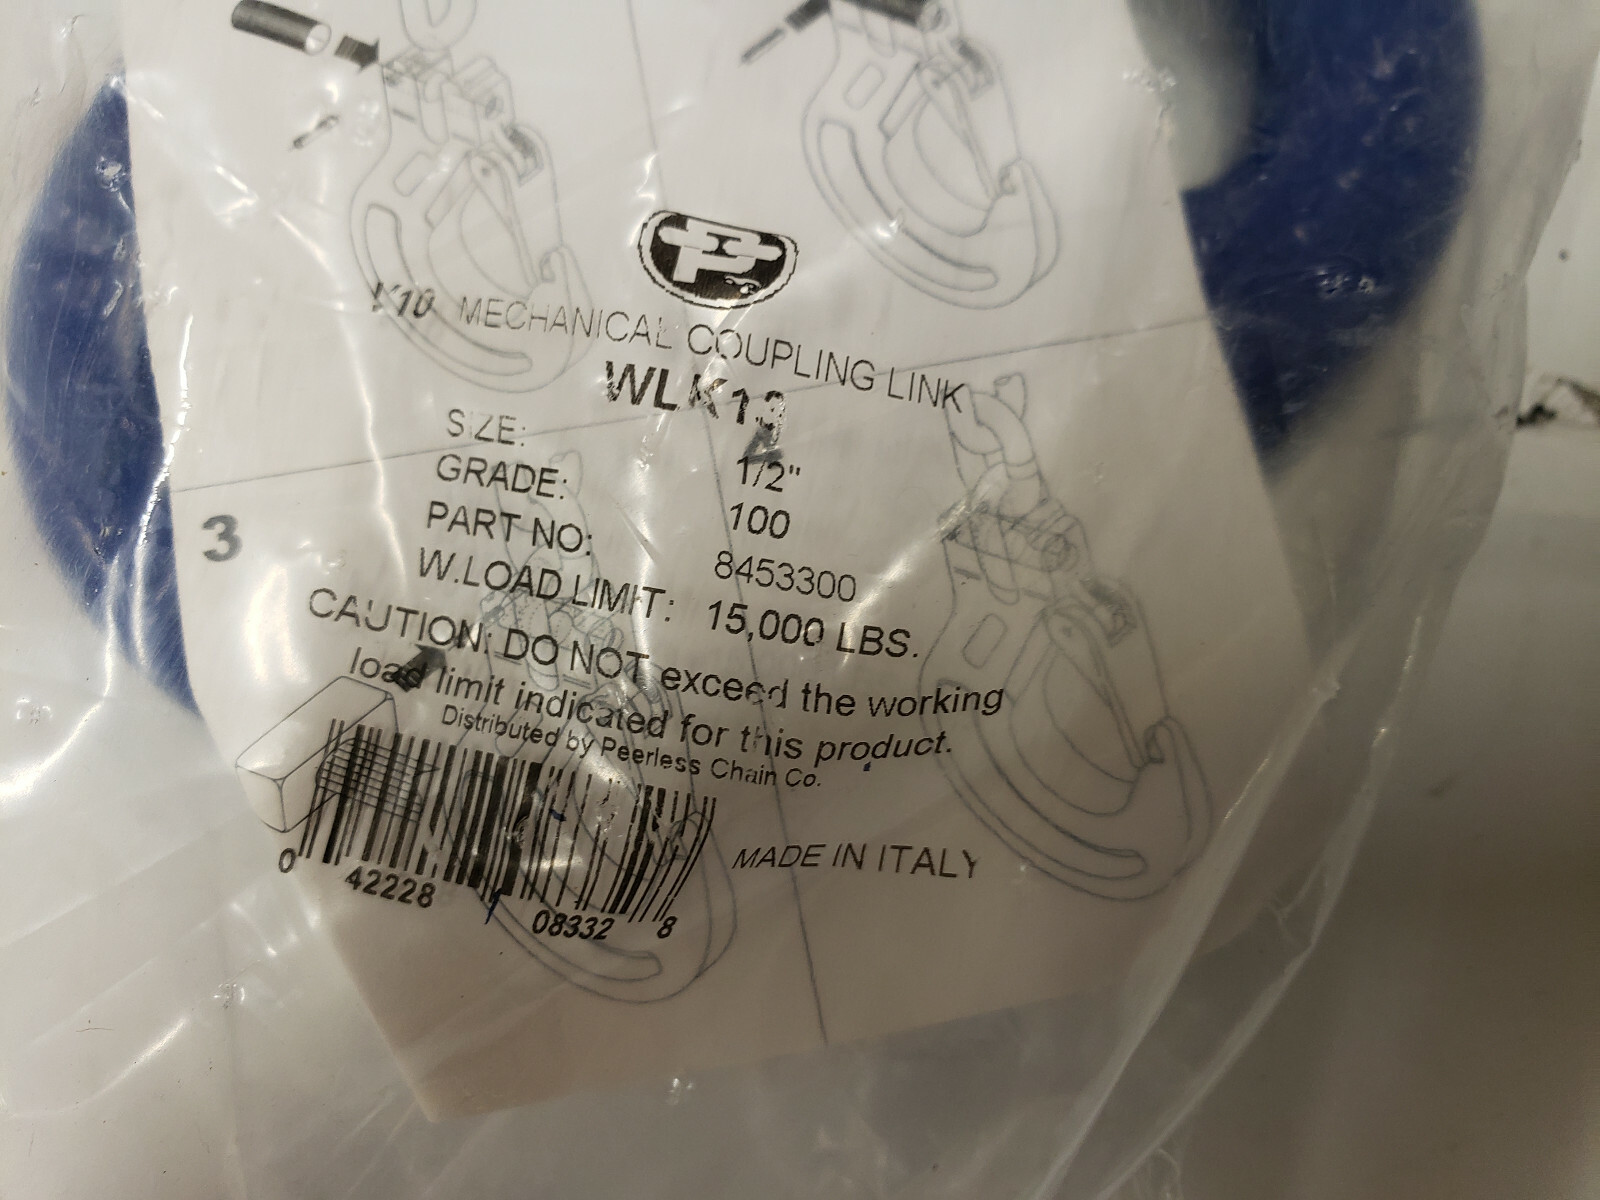 V10 MECHANICAL COUPLING LINK
WLK13
SIZE: 1/2"
GRADE: 100
PART NO: 8453300
W.LOAD LIMIT: 15,000 LBS.
CAUTION: DO NOT exceed the working
load limit indicated for this product.
Distributed by Peerless Chain Co.
MADE IN ITALY
0 42228 08332 8
3